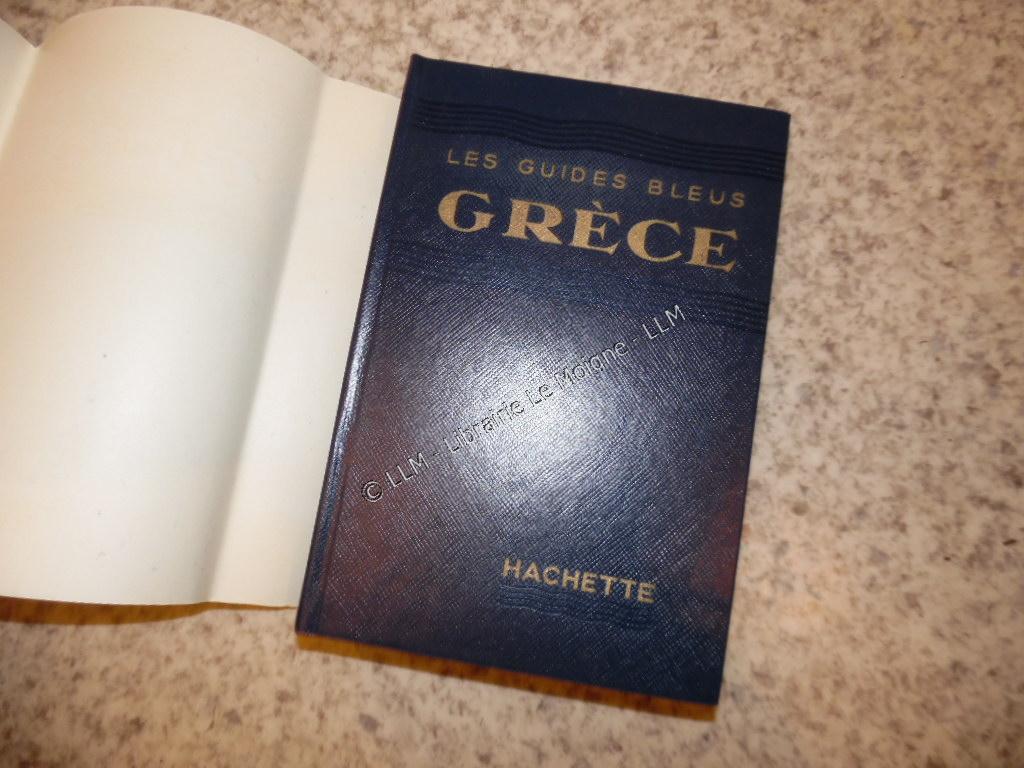 LES GUIDES BLEUS
GRÈCE
© LLM - Librairie Le Moigne - LLM
HACHETTE